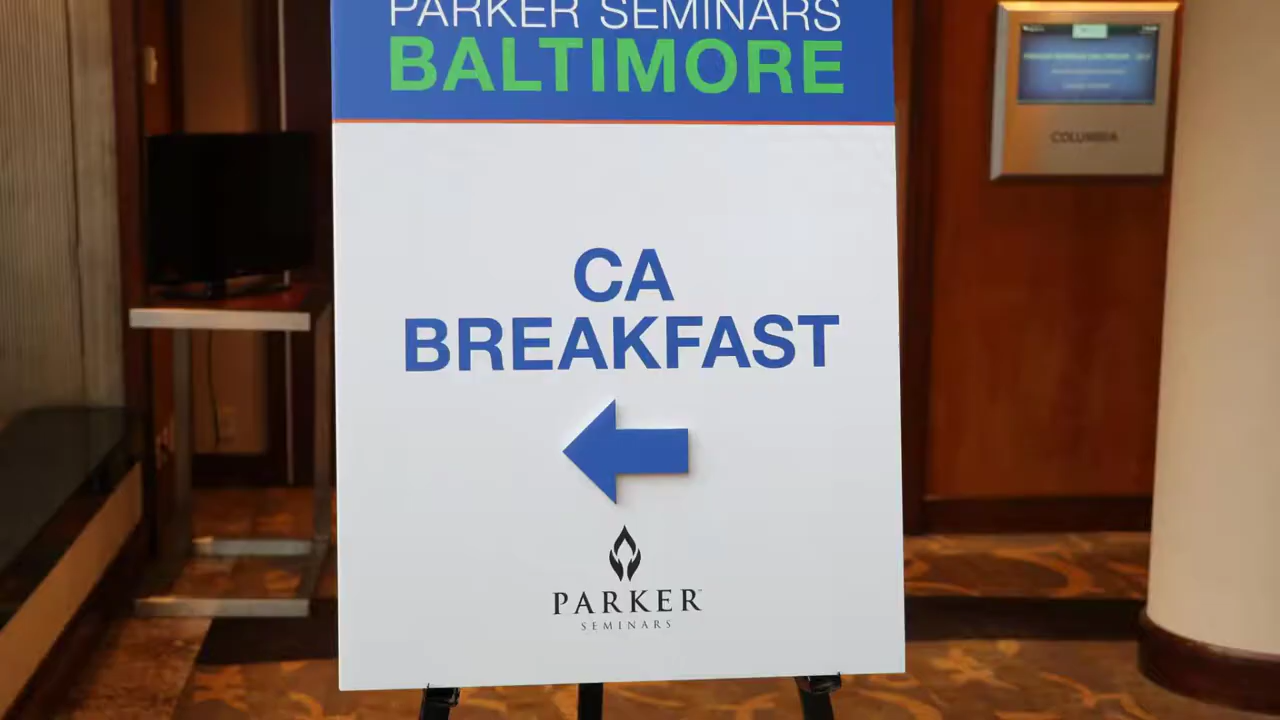 PARKER SEMINARS
BALTIMORE
CA
BREAKFAST
PARKER
SEMINARS
COLUMBIA